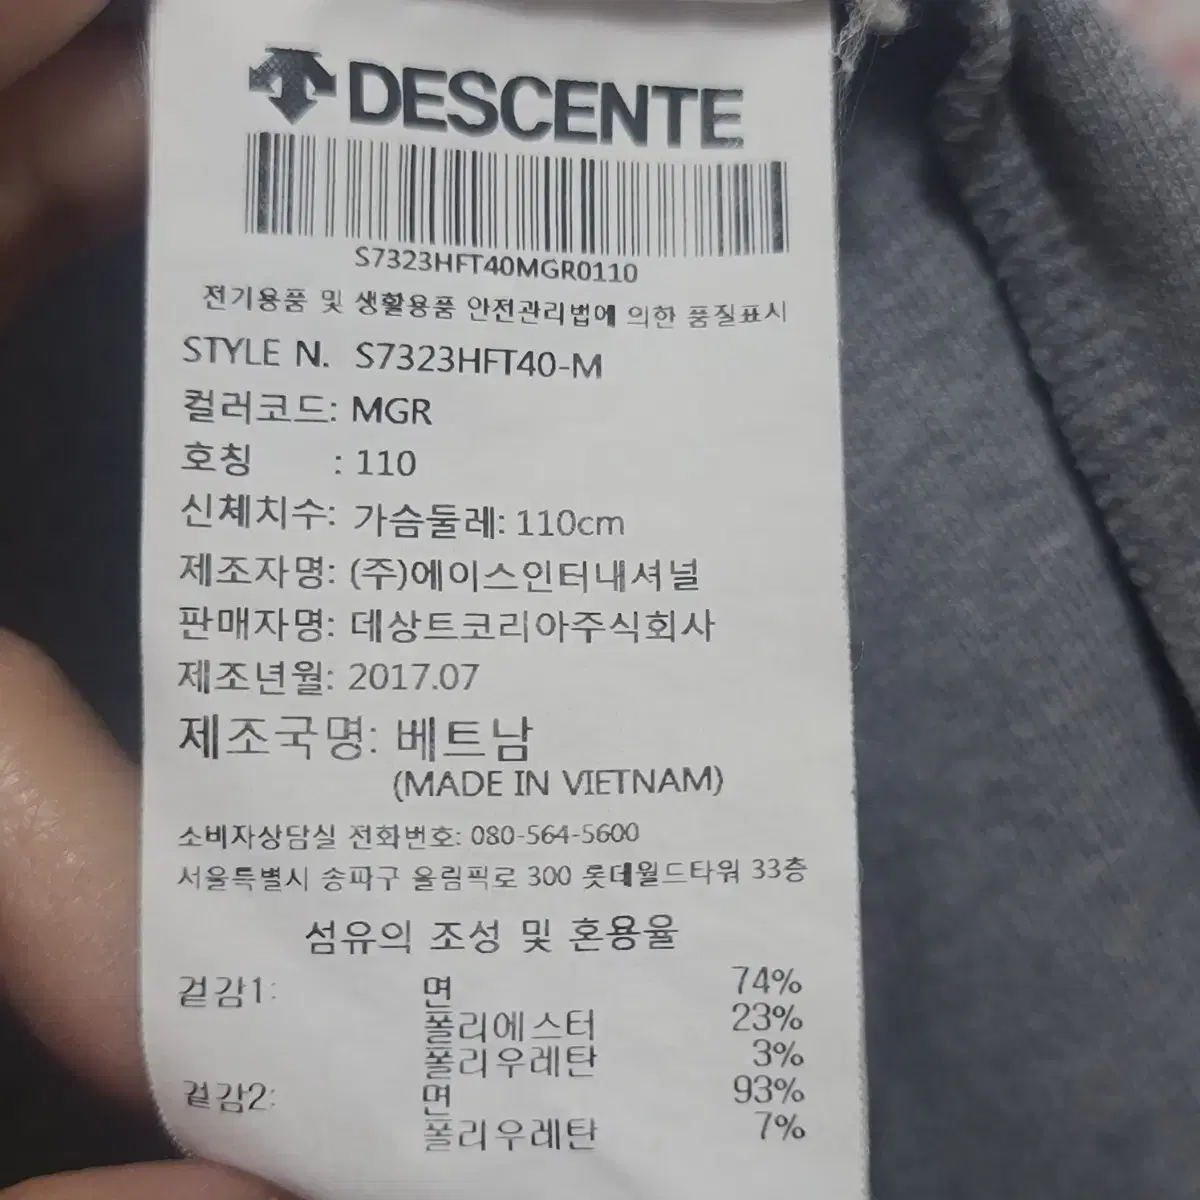 DESCENTE
S7323HFT40MGR0110
전기용품 및 생활용품 안전관리법에 의한 품질표시
STYLE N. S7323HFT40-M
컬러코드: MGR
호칭 : 110
신체치수: 가슴둘레: 110cm
제조자명: (주)에이스인터내셔널
판매자명: 데상트코리아주식회사
제조년월: 2017.07
제조국명: 베트남
(MADE IN VIETNAM)
소비자상담실 전화번호: 080-564-5600
서울특별시 송파구 올림픽로 300 롯데월드타워 33층
섬유의 조성 및 혼용율
겉감1: 면 74%
폴리에스터 23%
폴리우레탄 3%
겉감2: 면 93%
폴리우레탄 7%